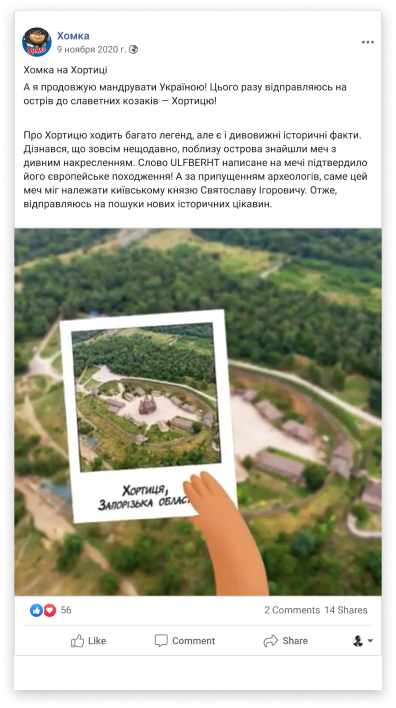 Хомка
9 ноября 2020 г.
Хомка на Хортиці
А я продовжую мандрувати Україною! Цього разу відправляюсь на
острів до славетних козаків — Хортицю!
Про Хортицю ходить багато легенд, але є і дивовижні історичні факти.
Дізнався, що зовсім нещодавно, поблизу острова знайшли меч з
дивним накресленням. Слово ULFBERHT написане на мечі підтвердило
його європейське походження! А за припущенням археологів, саме цей
меч міг належати київському князю Святославу Ігоровичу. Отже,
відправляюсь на пошуки нових історичних цікавин.
Хортиця,
Запорізька
56
2 Comments 14 Shares
Like Comment Share